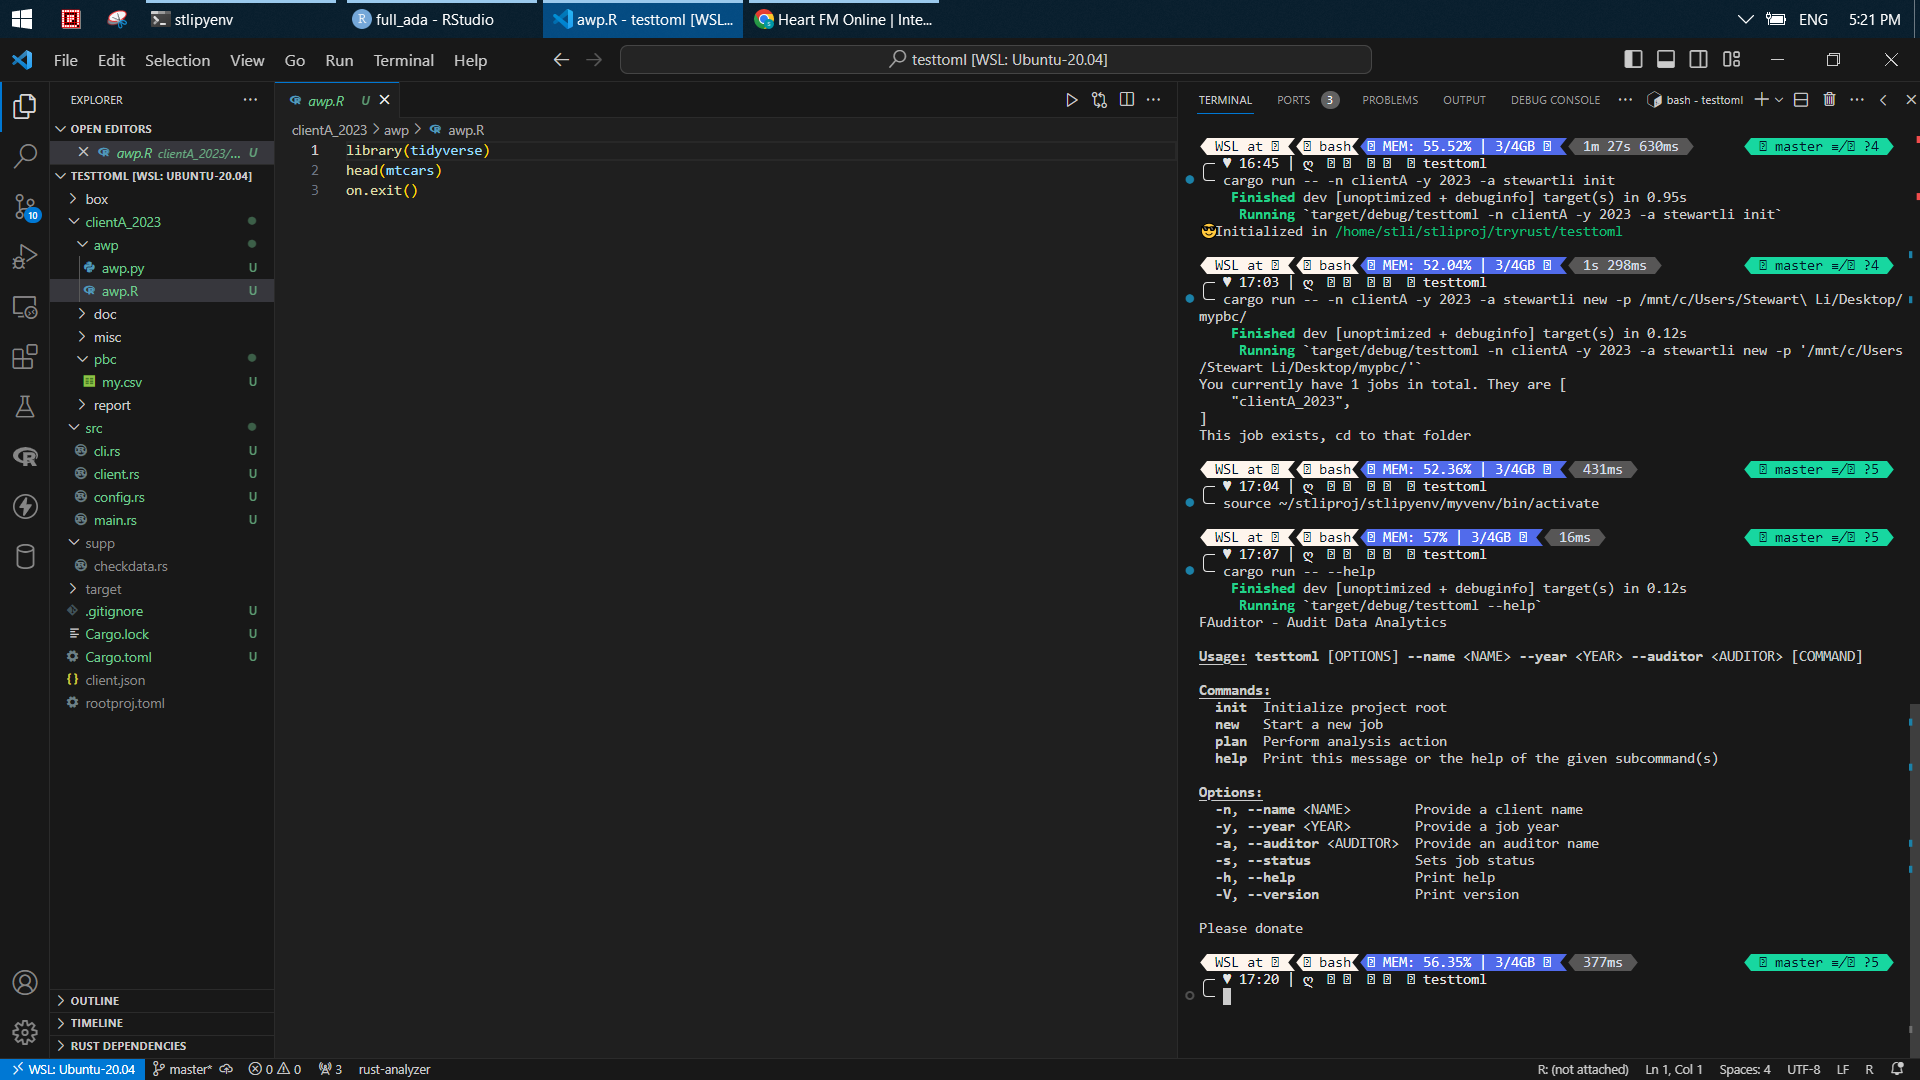 stlipyenv
full_ada - RStudio
awp.R - testtoml [WSL...
Heart FM Online | Inte...
ENG
5:21 PM
File Edit Selection View Go Run Terminal Help
testtoml [WSL: Ubuntu-20.04]
EXPLORER
OPEN EDITORS
awp.R clientA_2023/... U
TESTTOML [WSL: UBUNTU-20.04]
box
clientA_2023
awp
awp.py U
awp.R U
doc
misc
pbc
my.csv U
report
src
cli.rs U
client.rs U
config.rs U
main.rs U
supp
checkdata.rs
target
.gitignore U
Cargo.lock U
Cargo.toml U
client.json
rootproj.toml
OUTLINE
TIMELINE
RUST DEPENDENCIES
10
awp.R U
clientA_2023 > awp > awp.R
1 library(tidyverse)
2 head(mtcars)
3 on.exit()
TERMINAL PORTS 3 PROBLEMS OUTPUT DEBUG CONSOLE
bash - testtoml
WSL at bash MEM: 55.52% | 3/4GB 1m 27s 630ms master ≡/ ?4
♥ 16:45 | ღ testtoml
cargo run -- -n clientA -y 2023 -a stewartli init
Finished dev [unoptimized + debuginfo] target(s) in 0.95s
Running `target/debug/testtoml -n clientA -y 2023 -a stewartli init`
😎Initialized in /home/stli/stliproj/tryrust/testtoml
WSL at bash MEM: 52.04% | 3/4GB 1s 298ms master ≡/ ?4
♥ 17:03 | ღ testtoml
cargo run -- -n clientA -y 2023 -a stewartli new -p /mnt/c/Users/Stewart\ Li/Desktop/
mypbc/
Finished dev [unoptimized + debuginfo] target(s) in 0.12s
Running `target/debug/testtoml -n clientA -y 2023 -a stewartli new -p '/mnt/c/Users
/Stewart Li/Desktop/mypbc/'`
You currently have 1 jobs in total. They are [
"clientA_2023",
]
This job exists, cd to that folder
WSL at bash MEM: 52.36% | 3/4GB 431ms master ≡/ ?5
♥ 17:04 | ღ testtoml
source ~/stliproj/stlipyenv/myvenv/bin/activate
WSL at bash MEM: 57% | 3/4GB 16ms master ≡/ ?5
♥ 17:07 | ღ testtoml
cargo run -- --help
Finished dev [unoptimized + debuginfo] target(s) in 0.12s
Running `target/debug/testtoml --help`
FAuditor - Audit Data Analytics
Usage: testtoml [OPTIONS] --name <NAME> --year <YEAR> --auditor <AUDITOR> [COMMAND]
Commands:
init Initialize project root
new Start a new job
plan Perform analysis action
help Print this message or the help of the given subcommand(s)
Options:
-n, --name <NAME> Provide a client name
-y, --year <YEAR> Provide a job year
-a, --auditor <AUDITOR> Provide an auditor name
-s, --status Sets job status
-h, --help Print help
-V, --version Print version
Please donate
WSL at bash MEM: 56.35% | 3/4GB 377ms master ≡/ ?5
♥ 17:20 | ღ testtoml
WSL: Ubuntu-20.04 master* 0 0 3 rust-analyzer
R: (not attached) Ln 1, Col 1 Spaces: 4 UTF-8 LF R